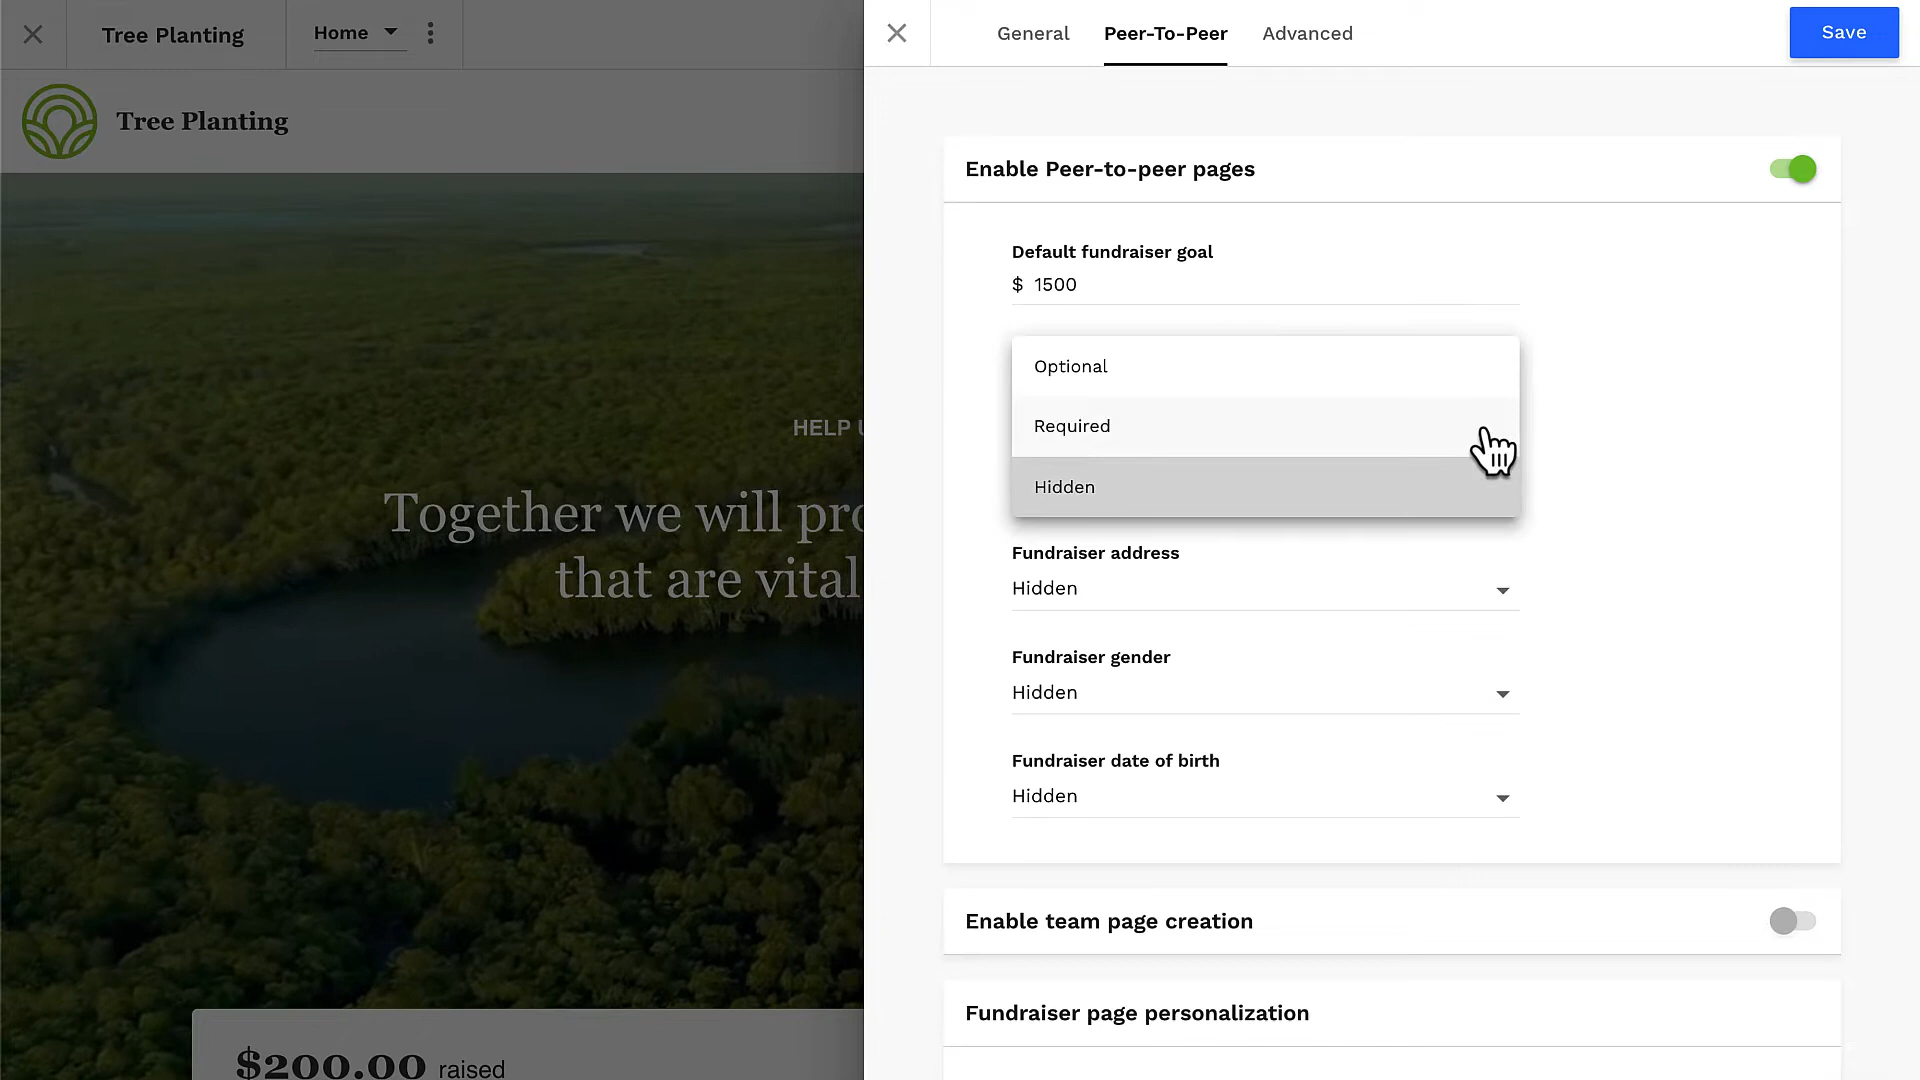 Tree Planting
Home
General
Peer-To-Peer
Advanced
Save
Tree Planting
HELP
Together we will pro
that are vital
$200.00 raised
Enable Peer-to-peer pages
Default fundraiser goal
$ 1500
Optional
Required
Hidden
Fundraiser address
Hidden
Fundraiser gender
Hidden
Fundraiser date of birth
Hidden
Enable team page creation
Fundraiser page personalization